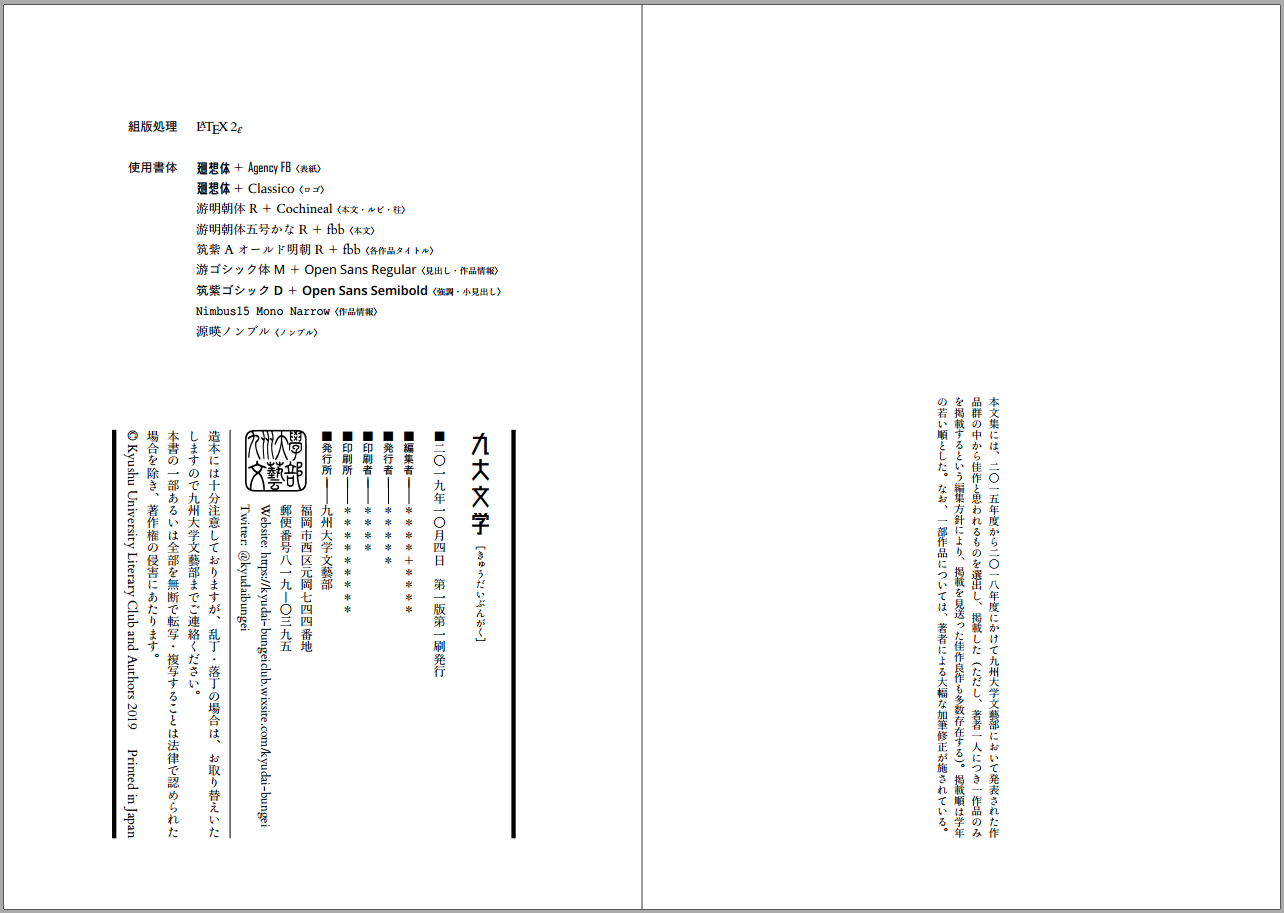 本文集には、二〇一五年度から二〇一八年度にかけて九州大学文藝部において発表された作
品群の中から佳作と思われるものを選出し、掲載した（ただし、著者一人につき一作品のみ
を掲載するという編集方針により、掲載を見送った佳作良作も多数存在する）。掲載順は学年
の若い順とした。なお、一部作品については、著者による大幅な加筆修正が施されている。
組版処理 LATEX 2ε
使用書体 廻想体 + Agency FB〈表紙〉
廻想体 + Classico〈ロゴ〉
游明朝体 R + Cochineal〈本文・ルビ・柱〉
游明朝体五号かな R + fbb〈本文〉
筑紫 A オールド明朝 R + fbb〈各作品タイトル〉
游ゴシック体 M + Open Sans Regular〈見出し・作品情報〉
筑紫ゴシック D + Open Sans Semibold〈強調・小見出し〉
Nimbus15 Mono Narrow〈作品情報〉
源暎ノンブル〈ノンブル〉
九大文学［きゅうだいぶんがく］
■二〇一九年一〇月四日　第一版第一刷発行
■編集者――＊＊＊＊＋＊＊＊＊
■発行者――＊＊＊＊＊
■印刷者――＊＊＊＊
■印刷所――＊＊＊＊＊＊＊＊＊
■発行所――九州大学文藝部
福岡市西区元岡七四四番地
郵便番号八一九―〇三九五
Website: https://kyudai-bungeiclub.wixsite.com/kyudai-bungei
Twitter: @kyudaibungei
九州大學
文藝部
造本には十分注意しておりますが、乱丁・落丁の場合は、お取り替えいた
しますので九州大学文藝部までご連絡ください。
本書の一部あるいは全部を無断で転写・複写することは法律で認められた
場合を除き、著作権の侵害にあたります。
© Kyushu University Literary Club and Authors 2019　Printed in Japan